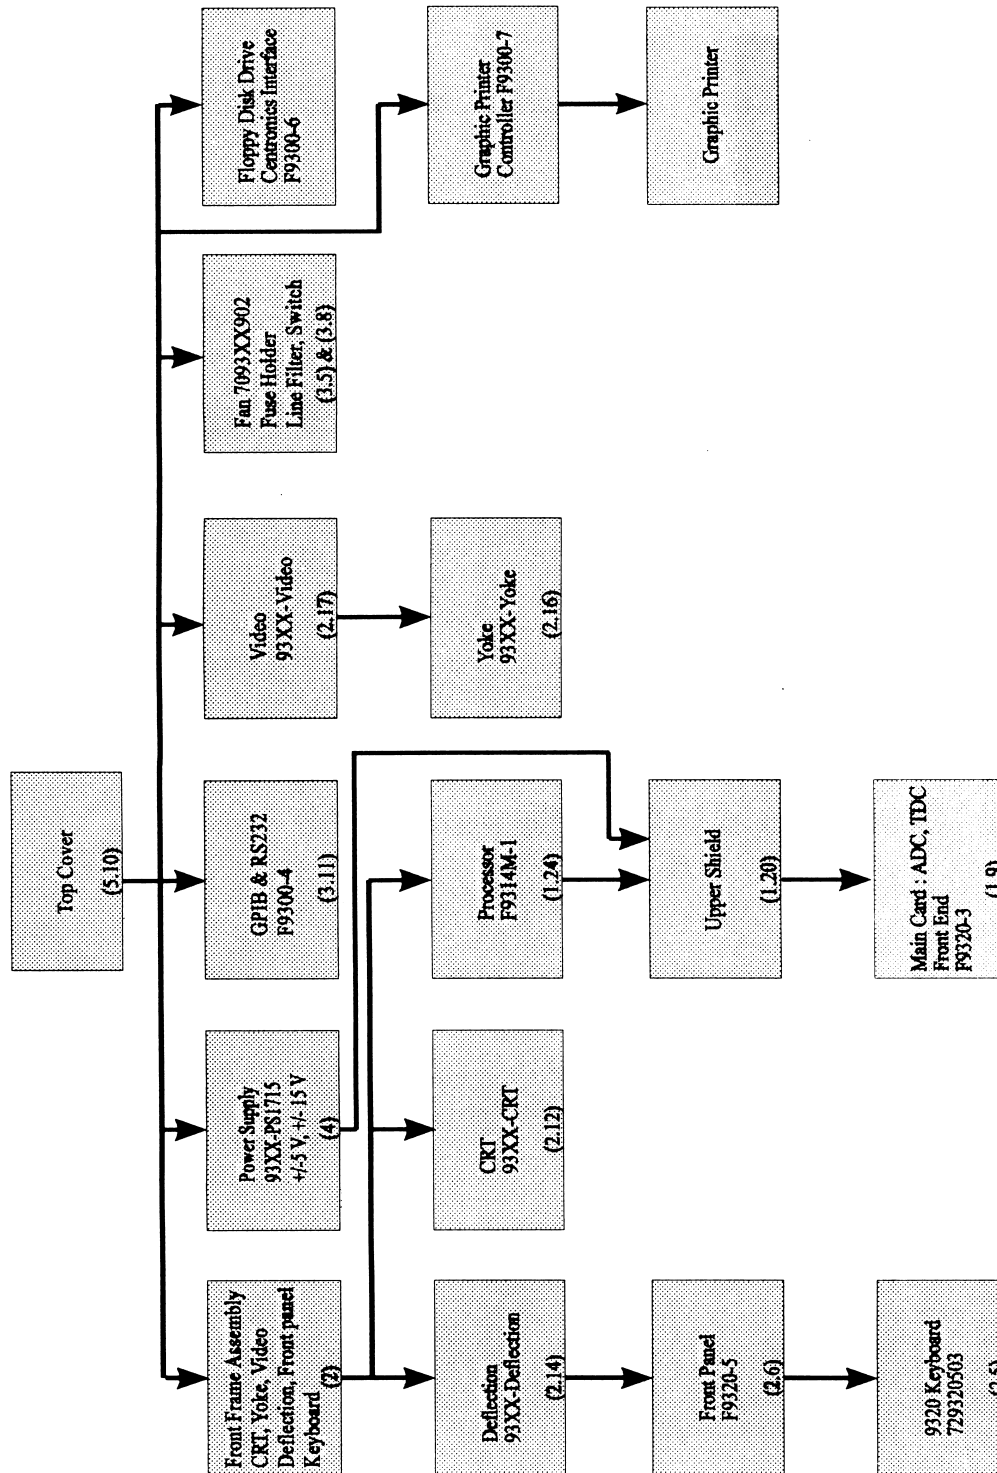 Top Cover
(5.10)
Front Frame Assembly
CRT, Yoke, Video
Deflection, Front panel
Keyboard
(2)
Power Supply
93XX-PS1715
+/-5 V, +/- 15 V
(4)
GPIB & RS232
F9300-4
(3.11)
Video
93XX-Video
(2.17)
Fan 7093XX902
Fuse Holder
Line Filter, Switch
(3.5) & (3.8)
Floppy Disk Drive
Centronics Interface
F9300-6
Deflection
93XX-Deflection
(2.14)
CRT
93XX-CRT
(2.12)
Processor
F9314M-1
(1.24)
Yoke
93XX-Yoke
(2.16)
Graphic Printer
Controller F9300-7
Front Panel
F9320-5
(2.6)
Upper Shield
(1.20)
Graphic Printer
9320 Keyboard
729320503
Main Card : ADC, TDC
Front End
F9320-3
(1.9)